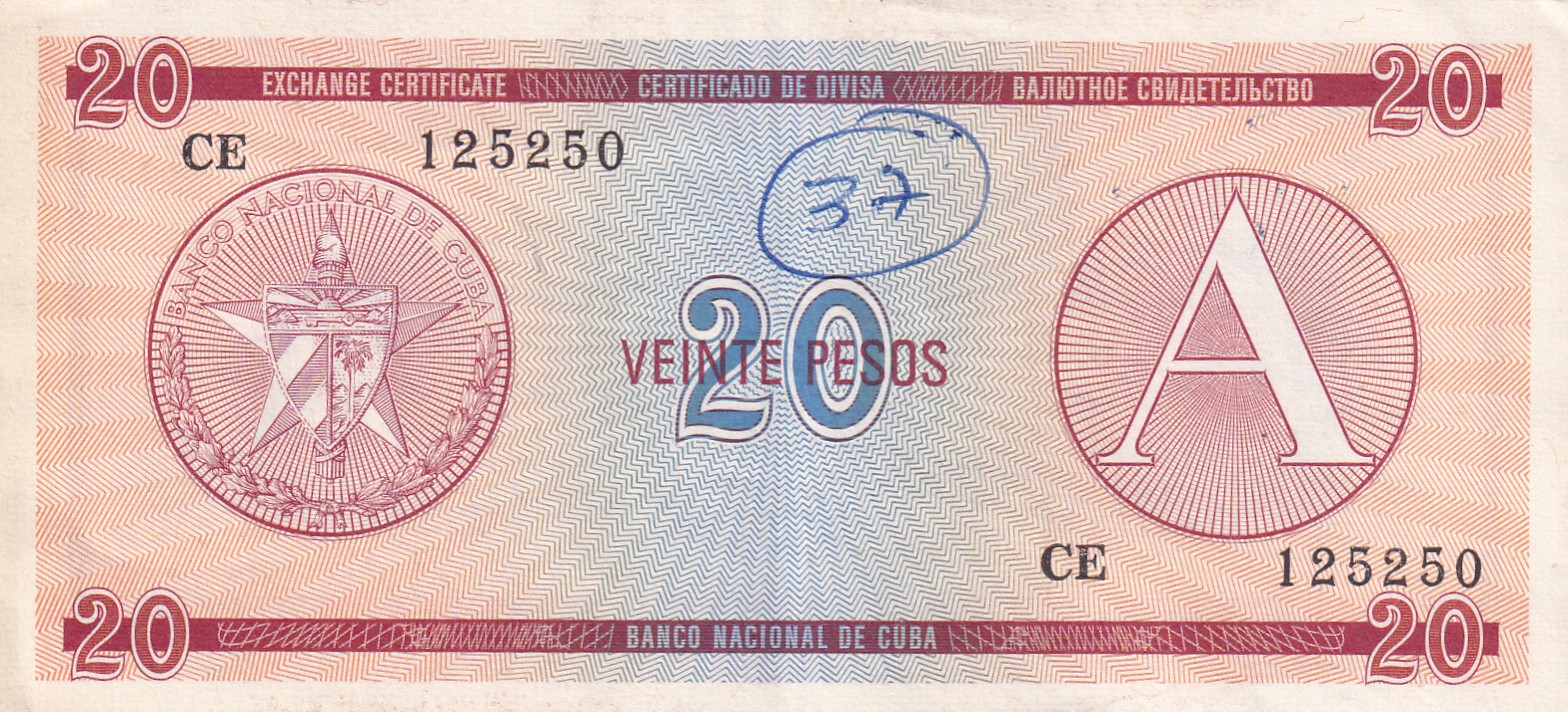 20 EXCHANGE CERTIFICATE CERTIFICADO DE DIVISA ВАЛЮТНОЕ СВИДЕТЕЛЬСТВО 20
CE 125250
37
BANCO NACIONAL DE CUBA
20
VEINTE PESOS
A
CE 125250
20 BANCO NACIONAL DE CUBA 20